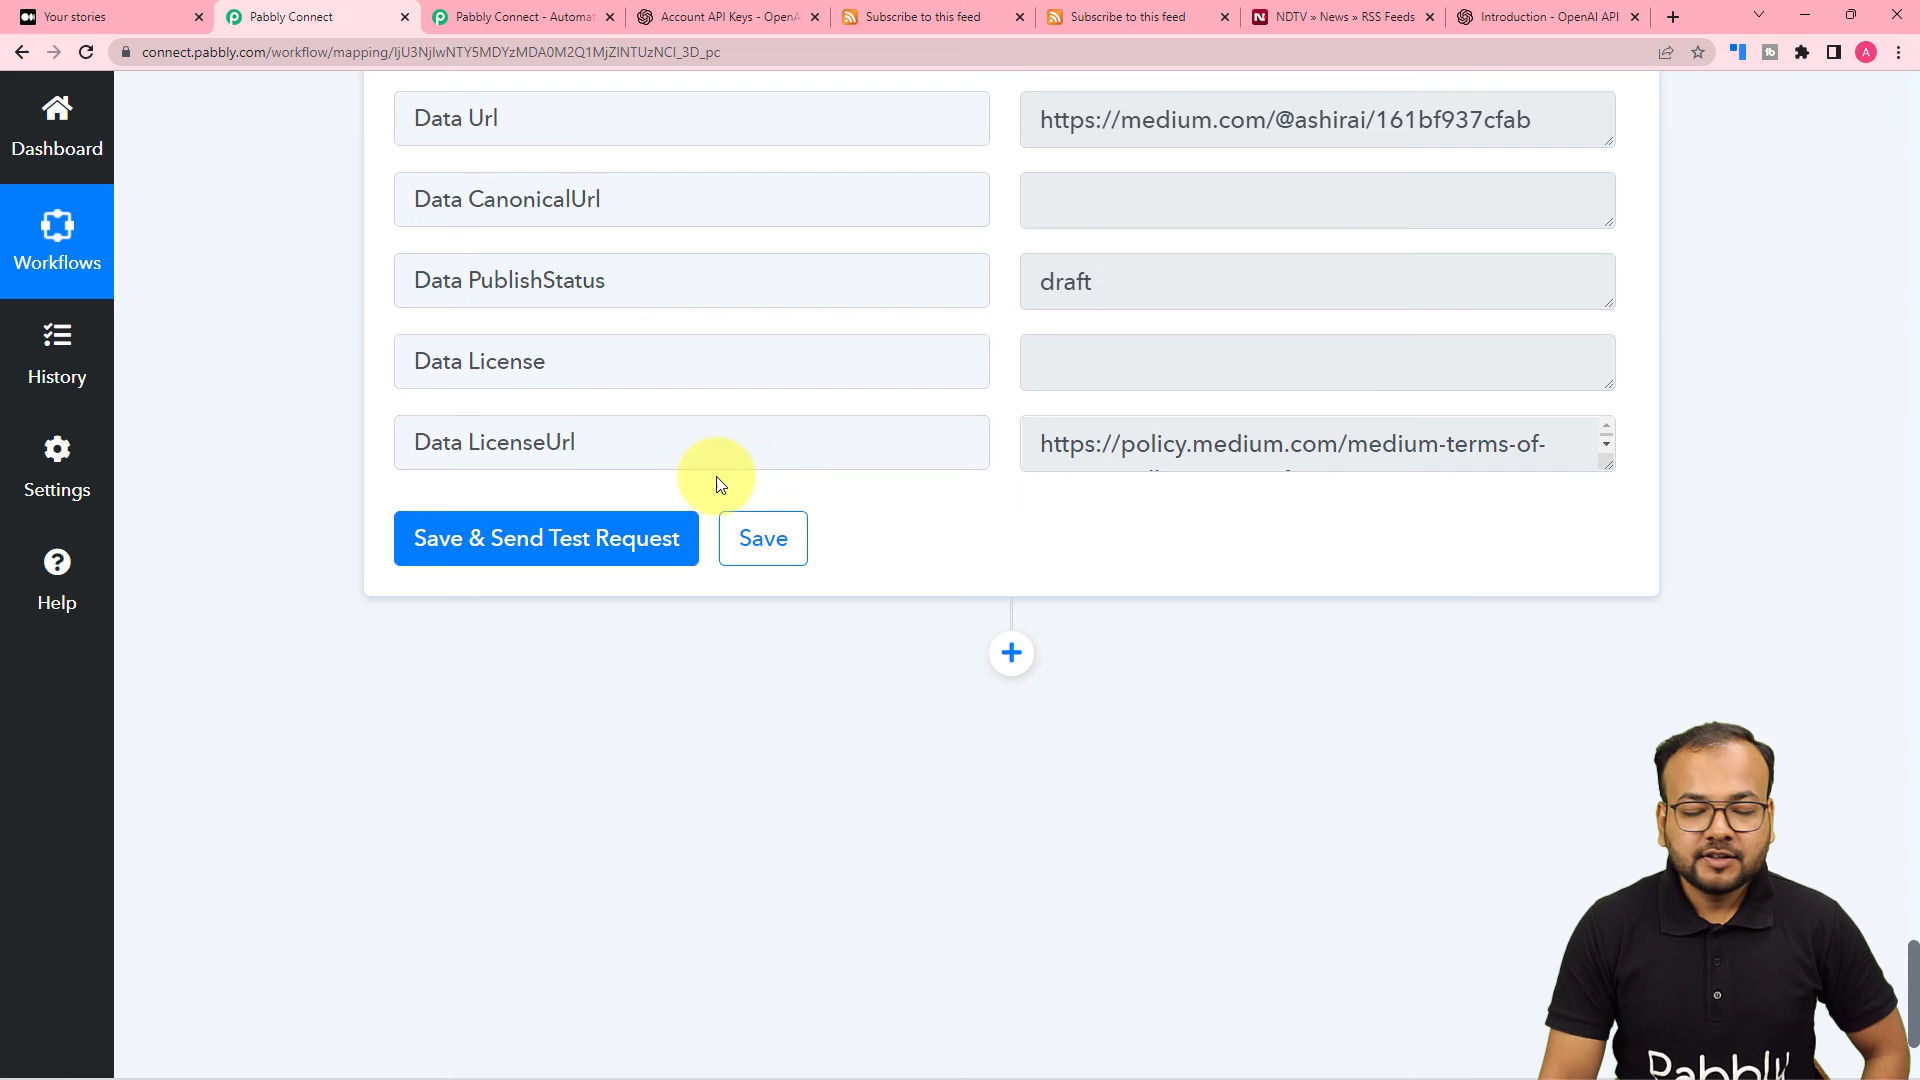 Your stories
Pabbly Connect
Pabbly Connect - Automat
Account API Keys - OpenA
Subscribe to this feed
Subscribe to this feed
NDTV » News » RSS Feeds
Introduction - OpenAI API
connect.pabbly.com/workflow/mapping/IjU3NjIwNTY5MDYzMDA0M2Q1MjZlNTUzNCI_3D_pc
A
Dashboard
Workflows
History
Settings
Help
Data Url
https://medium.com/@ashirai/161bf937cfab
Data CanonicalUrl
Data PublishStatus
draft
Data License
Data LicenseUrl
https://policy.medium.com/medium-terms-of-
Save & Send Test Request
Save
Pabbly